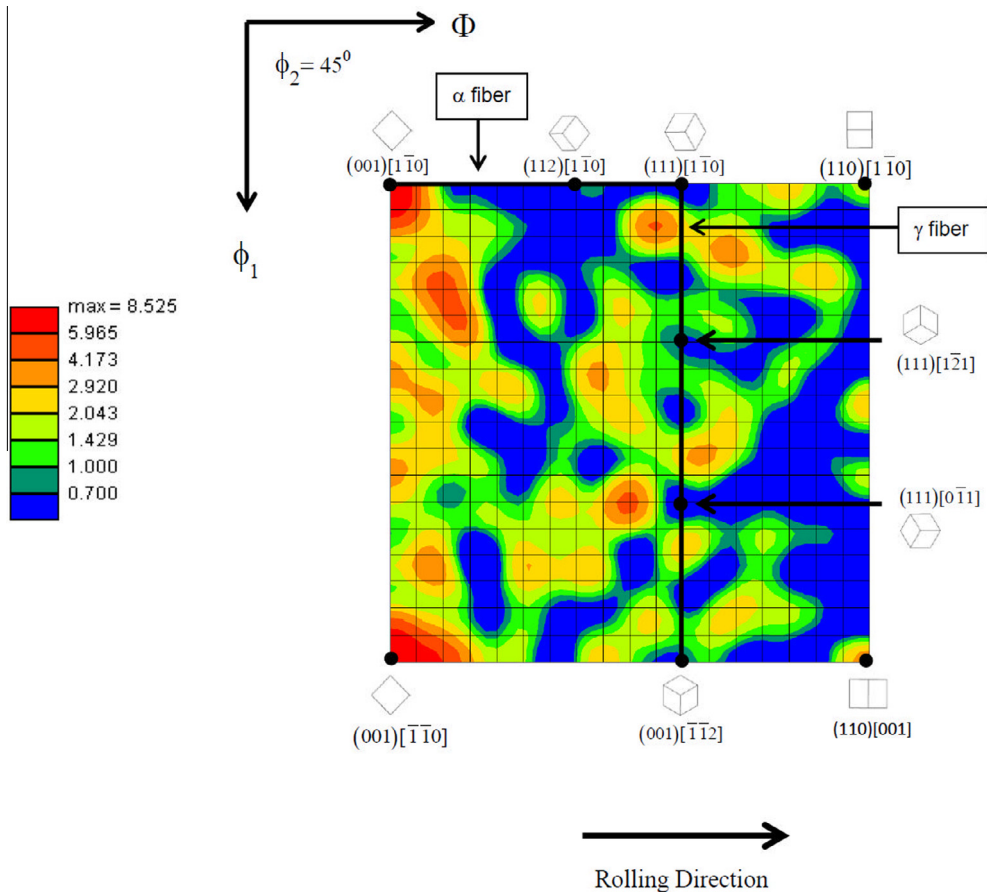 Φ
ϕ₂= 45⁰
α fiber
ϕ₁
(001)[11̅0]
(112)[11̅0]
(111)[11̅0]
(110)[11̅0]
γ fiber
max = 8.525
5.965
4.173
2.920
2.043
1.429
1.000
0.700
(111)[12̅1]
(111)[01̅1]
(001)[1̅1̅0]
(001)[1̅1̅2]
(110)[001]
Rolling Direction